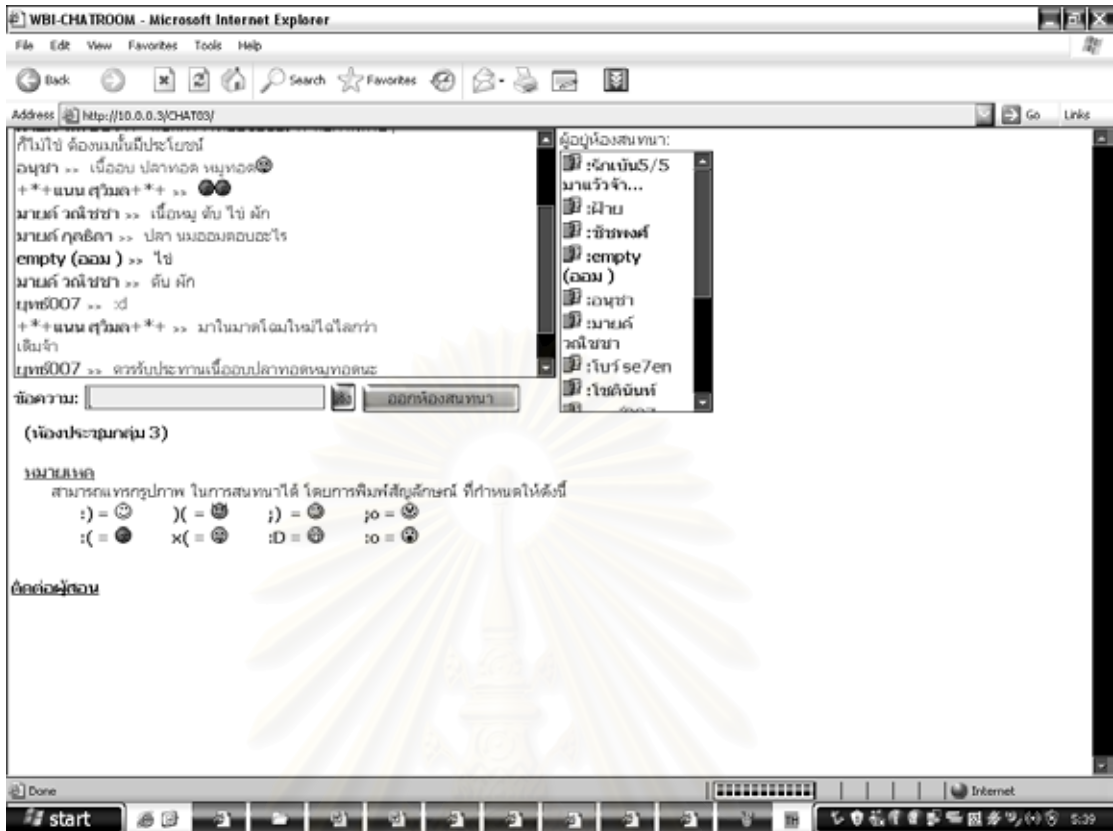 WBI-CHATROOM - Microsoft Internet Explorer
File Edit View Favorites Tools Help
Back Search Favorites
Address http://10.0.0.3/CHAT03/ Go Links
ก็ไม่ใช่ ต้องนมนั้นมีประโยชน์
อนุชา >> เนื้ออบ ปลาทอด หมูทอด
+*+แนน สุวิมล+*+ >>
มายด์ วณิชชา >> เนื้อหมู ตับ ไข่ ผัก
มายด์ กุลธิดา >> ปลา นมออมตอบอะไร
empty (ออม ) >> ไข่
มายด์ วณิชชา >> ตับ ผัก
ยุทธ์007 >> :d
+*+แนน สุวิมล+*+ >> มาในมาดโฉมใหม่ไฉไลกว่า
เดิมจ้า
ยุทธ์007 >> ควรรับประทานเนื้ออบปลาทอดหมูทอดนะ
ผู้อยู่ห้องสนทนา:
:รักแบ้น5/5
มาแว้วจ้า...
:ฝ้าย
:ชัชพงศ์
:empty
(ออม )
:อนุชา
:มายด์
วณิชชา
:โบว์ se7en
:โชตินันท์
ข้อความ: ส่ง ออกห้องสนทนา
(ห้องประชุมกลุ่ม 3)
หมายเหตุ
สามารถแทรกรูปภาพ ในการสนทนาได้ โดยการพิมพ์สัญลักษณ์ ที่กำหนดให้ดังนี้
:) = )( = ;) = ;o =
:( = x( = :D = :o =
ติดต่อผู้สอน
Done Internet
start TH 5:39